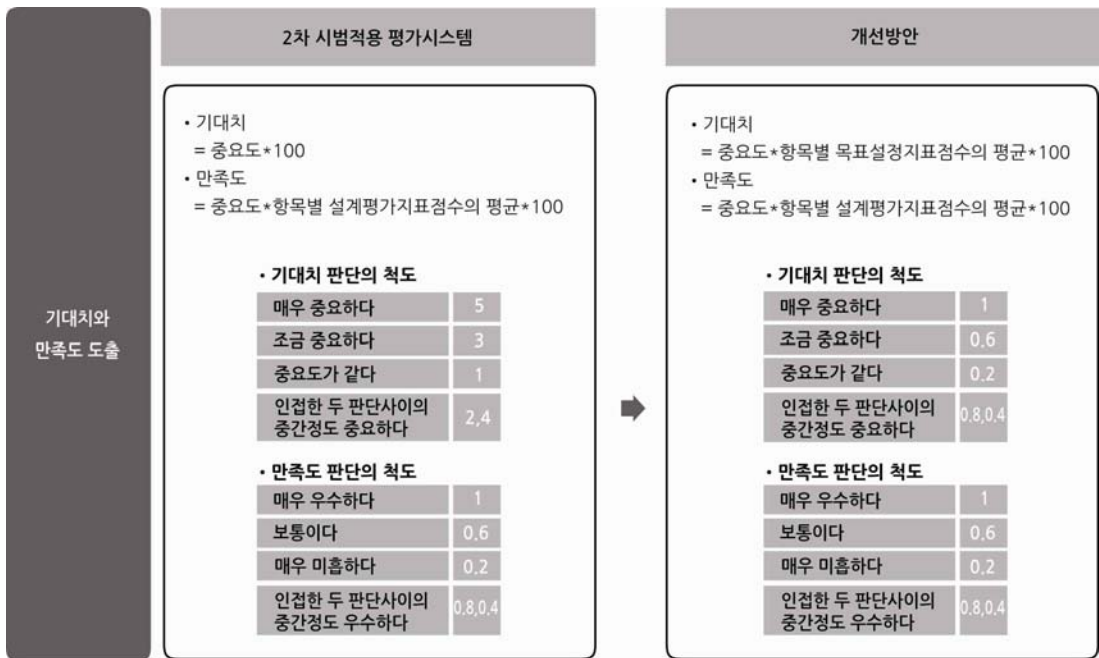 2차 시범적용 평가시스템
개선방안
기대치와
만족도 도출
• 기대치
= 중요도*100
• 만족도
= 중요도*항목별 설계평가지표점수의 평균*100
• 기대치 판단의 척도
매우 중요하다 5
조금 중요하다 3
중요도가 같다 1
인접한 두 판단사이의
중간정도 중요하다 2,4
• 만족도 판단의 척도
매우 우수하다 1
보통이다 0.6
매우 미흡하다 0.2
인접한 두 판단사이의
중간정도 우수하다 0.8,0.4
• 기대치
= 중요도*항목별 목표설정지표점수의 평균*100
• 만족도
= 중요도*항목별 설계평가지표점수의 평균*100
• 기대치 판단의 척도
매우 중요하다 1
조금 중요하다 0.6
중요도가 같다 0.2
인접한 두 판단사이의
중간정도 중요하다 0.8,0.4
• 만족도 판단의 척도
매우 우수하다 1
보통이다 0.6
매우 미흡하다 0.2
인접한 두 판단사이의
중간정도 우수하다 0.8,0.4